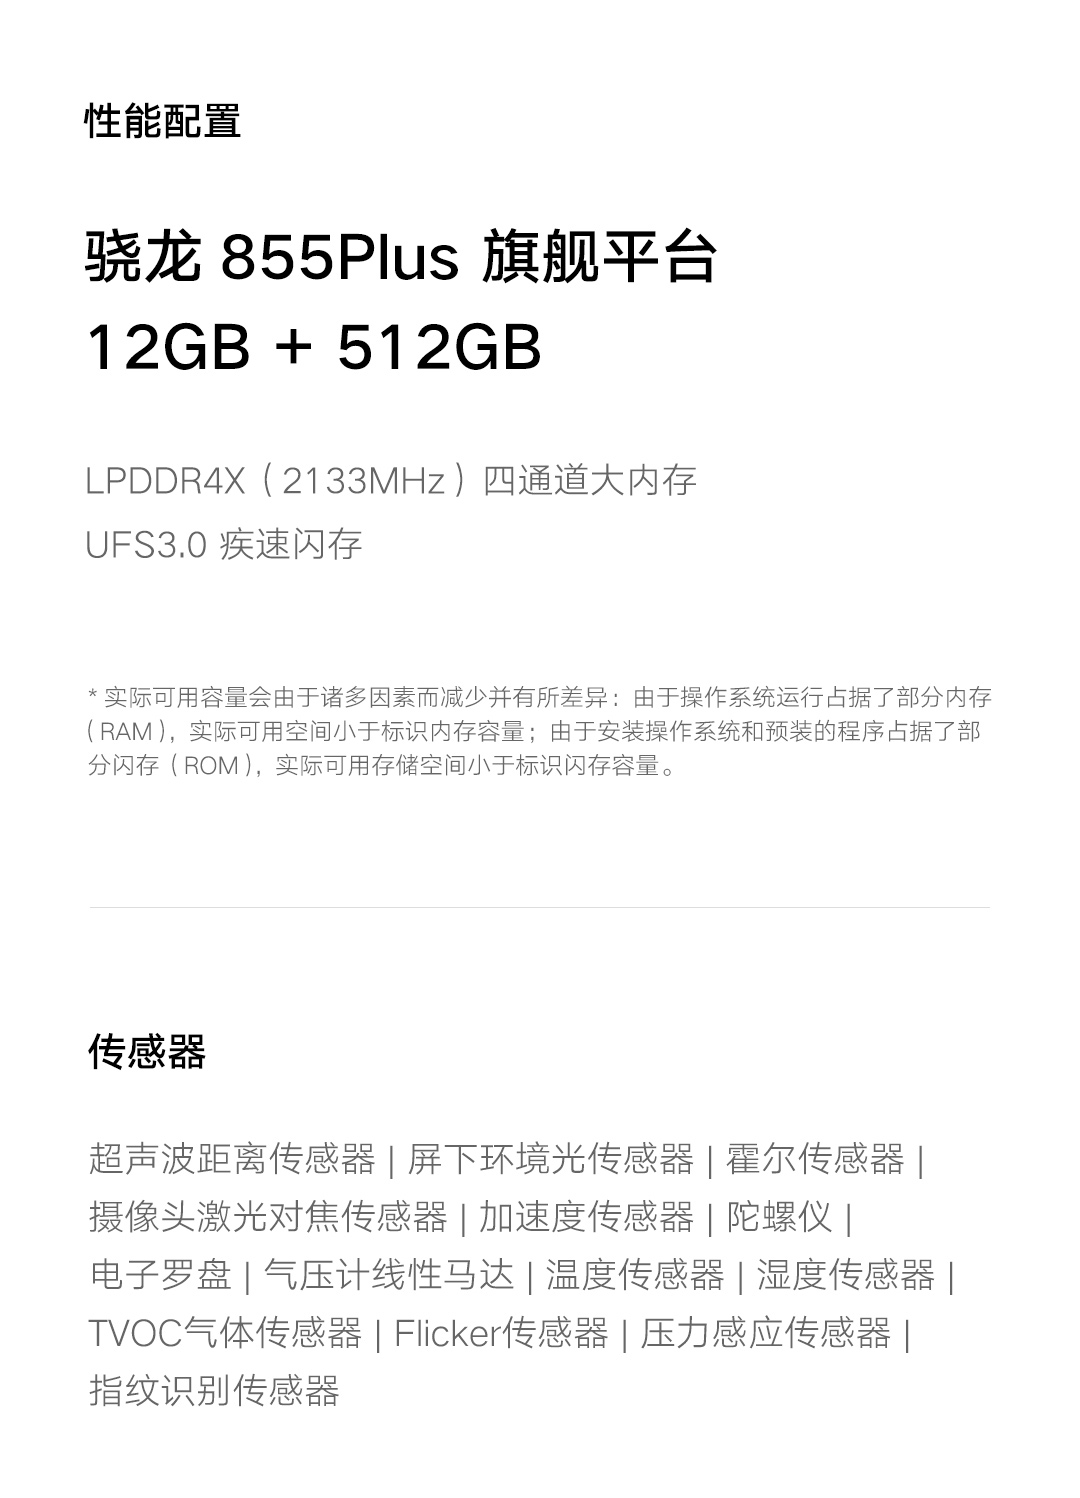 性能配置
骁龙 855Plus 旗舰平台
12GB + 512GB
LPDDR4X（2133MHz）四通道大内存
UFS3.0 疾速闪存
* 实际可用容量会由于诸多因素而减少并有所差异：由于操作系统运行占据了部分内存
（RAM），实际可用空间小于标识内存容量；由于安装操作系统和预装的程序占据了部
分闪存（ROM），实际可用存储空间小于标识闪存容量。
传感器
超声波距离传感器 | 屏下环境光传感器 | 霍尔传感器 |
摄像头激光对焦传感器 | 加速度传感器 | 陀螺仪 |
电子罗盘 | 气压计线性马达 | 温度传感器 | 湿度传感器 |
TVOC气体传感器 | Flicker传感器 | 压力感应传感器 |
指纹识别传感器